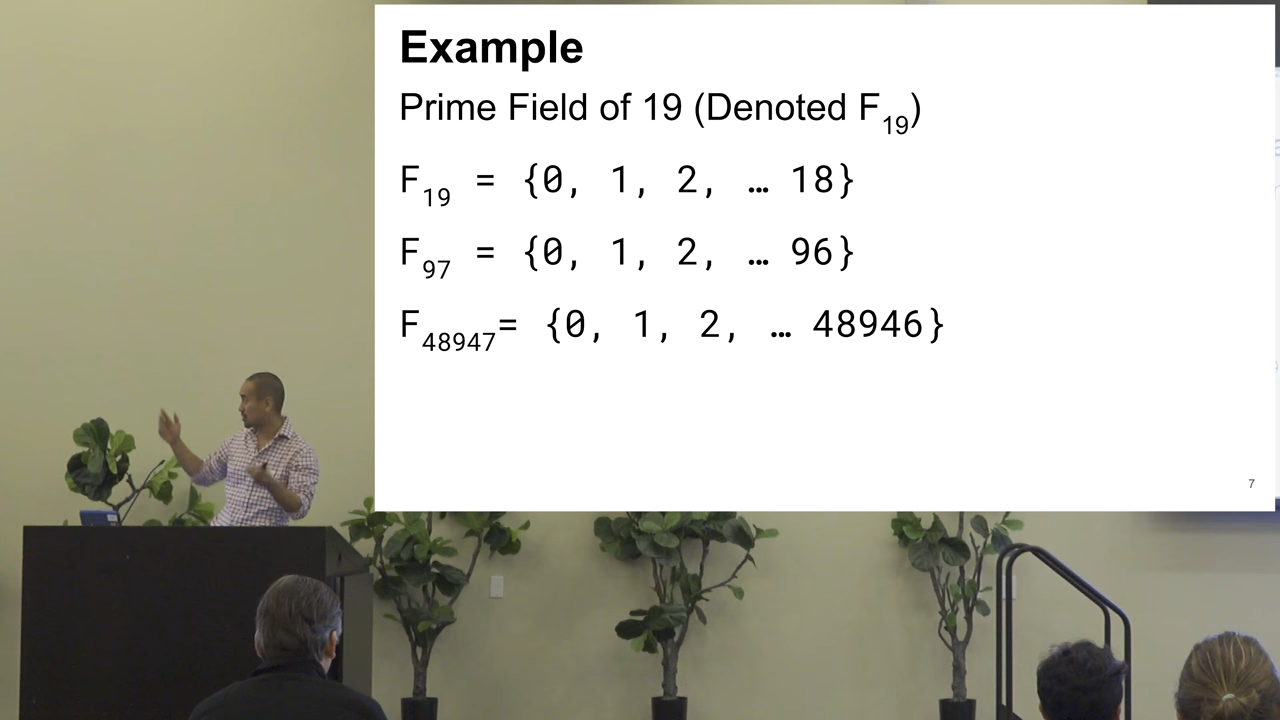 Example
Prime Field of 19 (Denoted F19)
F19 = {0, 1, 2, … 18}
F97 = {0, 1, 2, … 96}
F48947= {0, 1, 2, … 48946}
7